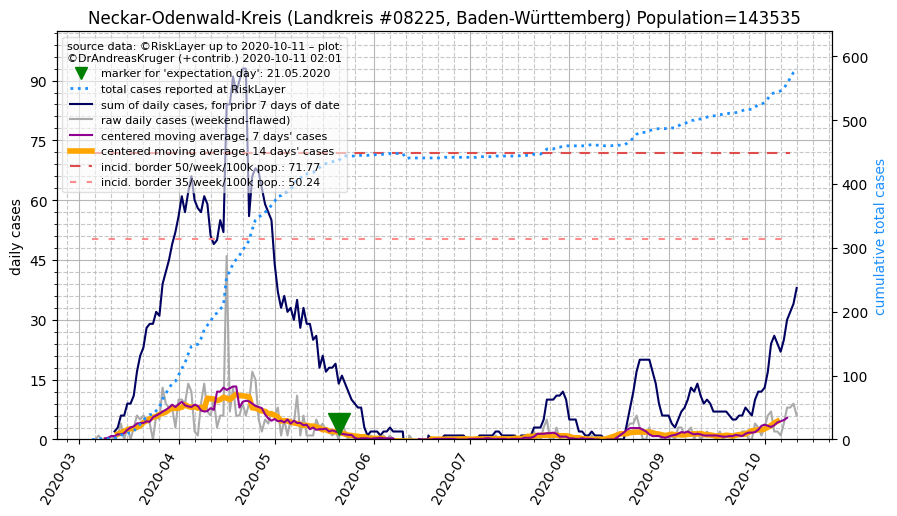 Neckar-Odenwald-Kreis (Landkreis #08225, Baden-Württemberg) Population=143535
source data: ©RiskLayer up to 2020-10-11 – plot:
©DrAndreasKruger (+contrib.) 2020-10-11 02:01
marker for 'expectation day': 21.05.2020
total cases reported at RiskLayer
sum of daily cases, for prior 7 days of date
raw daily cases (weekend-flawed)
centered moving average: 7 days' cases
centered moving average: 14 days' cases
incid. border 50/week/100k pop.: 71.77
incid. border 35/week/100k pop.: 50.24
daily cases
90
75
60
45
30
15
0
cumulative total cases
600
500
400
300
200
100
0
2020-03
2020-04
2020-05
2020-06
2020-07
2020-08
2020-09
2020-10